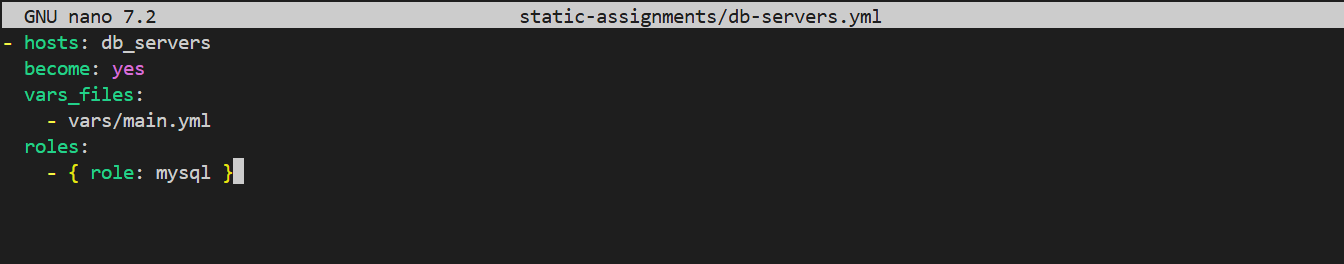 GNU nano 7.2 static-assignments/db-servers.yml
- hosts: db_servers
  become: yes
  vars_files:
    - vars/main.yml
  roles:
    - { role: mysql }